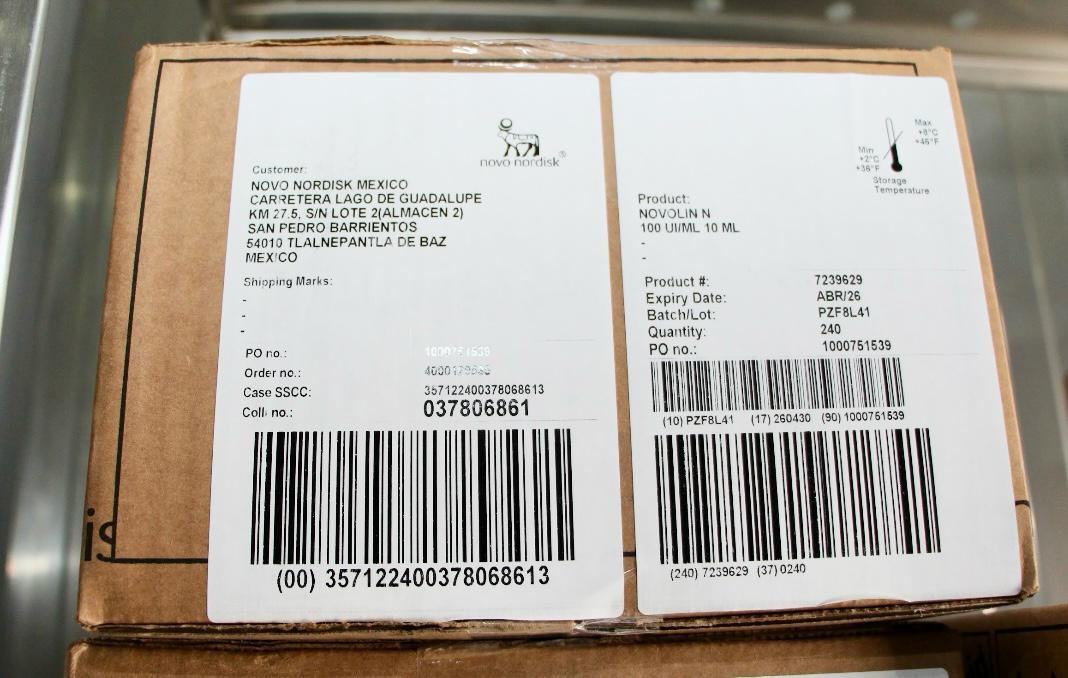 novo nordisk®
Customer:
NOVO NORDISK MEXICO
CARRETERA LAGO DE GUADALUPE
KM 27.5, S/N LOTE 2(ALMACEN 2)
SAN PEDRO BARRIENTOS
54010 TLALNEPANTLA DE BAZ
MEXICO
Shipping Marks:
-
-
-
PO no.: 1000751539
Order no.:
Case SSCC: 357122400378068613
Colli no.: 037806861
(00) 357122400378068613
Max
+8°C
+46°F
Min
+2°C
+36°F
Storage
Temperature
Product:
NOVOLIN N
100 UI/ML 10 ML
-
-
Product #: 7239629
Expiry Date: ABR/26
Batch/Lot: PZF8L41
Quantity: 240
PO no.: 1000751539
(10) PZF8L41 (17) 260430 (90) 1000751539
(240) 7239629 (37) 0240
is